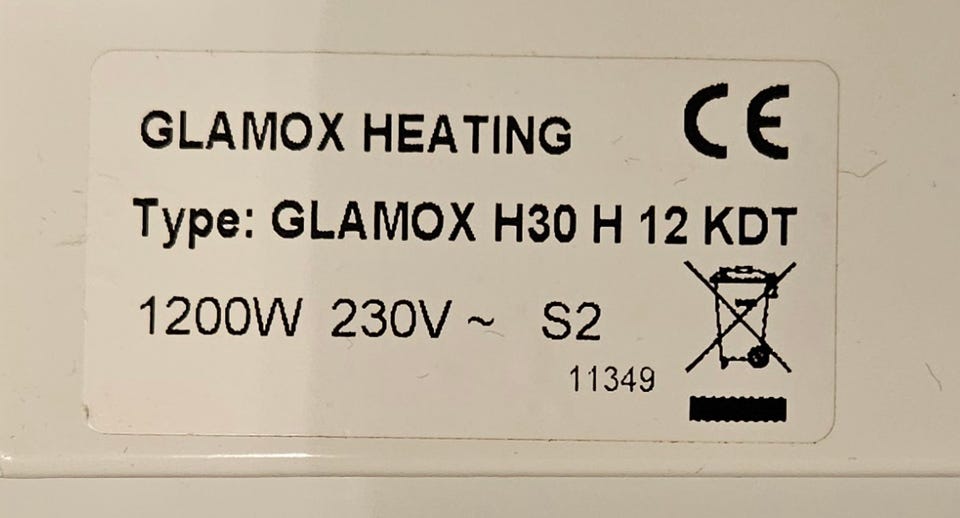 GLAMOX HEATING CE
Type: GLAMOX H30 H 12 KDT
1200W 230V ~ S2
11349